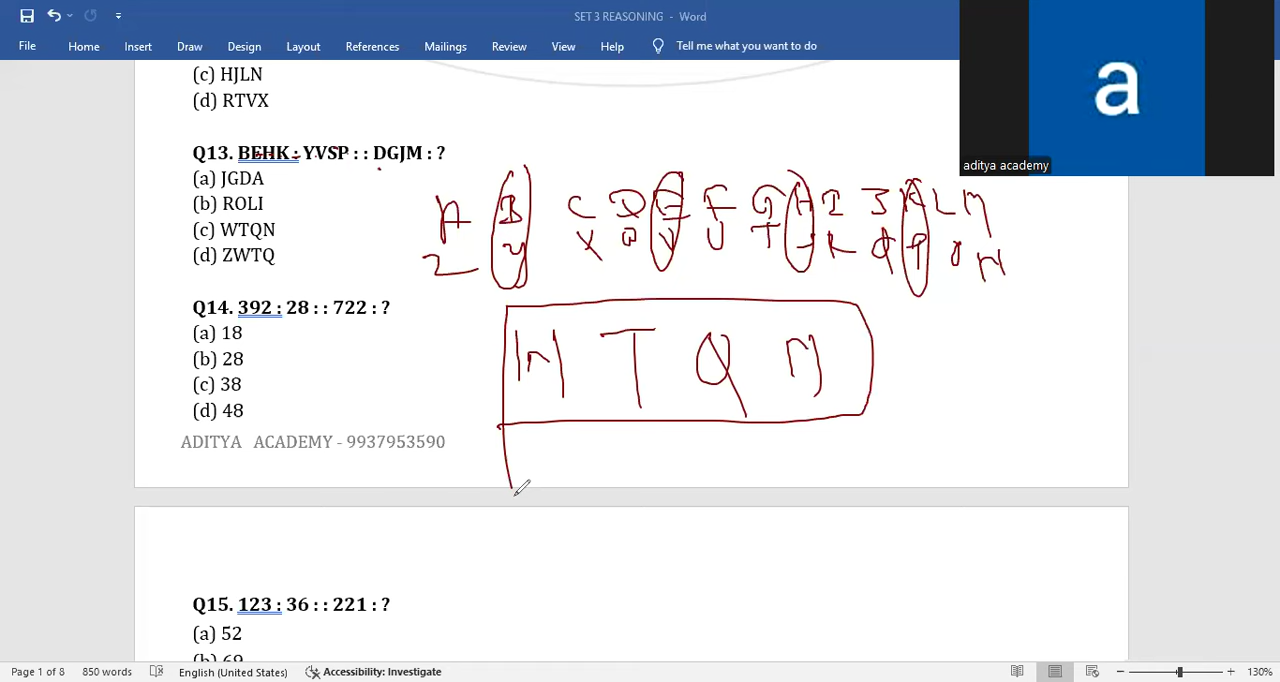 SET 3 REASONING - Word
File Home Insert Draw Design Layout References Mailings Review View Help Tell me what you want to do
a
aditya academy
(c) HJLN
(d) RTVX
Q13. BEHK : YVSP : : DGJM : ?
(a) JGDA
(b) ROLI
(c) WTQN
(d) ZWTQ
A B C D E F G H I J K L M
Z Y X V U T R Q P O N
W T Q N
Q14. 392 : 28 : : 722 : ?
(a) 18
(b) 28
(c) 38
(d) 48
ADITYA ACADEMY - 9937953590
Q15. 123 : 36 : : 221 : ?
(a) 52
(b) 69
Page 1 of 8 850 words English (United States) Accessibility: Investigate 130%